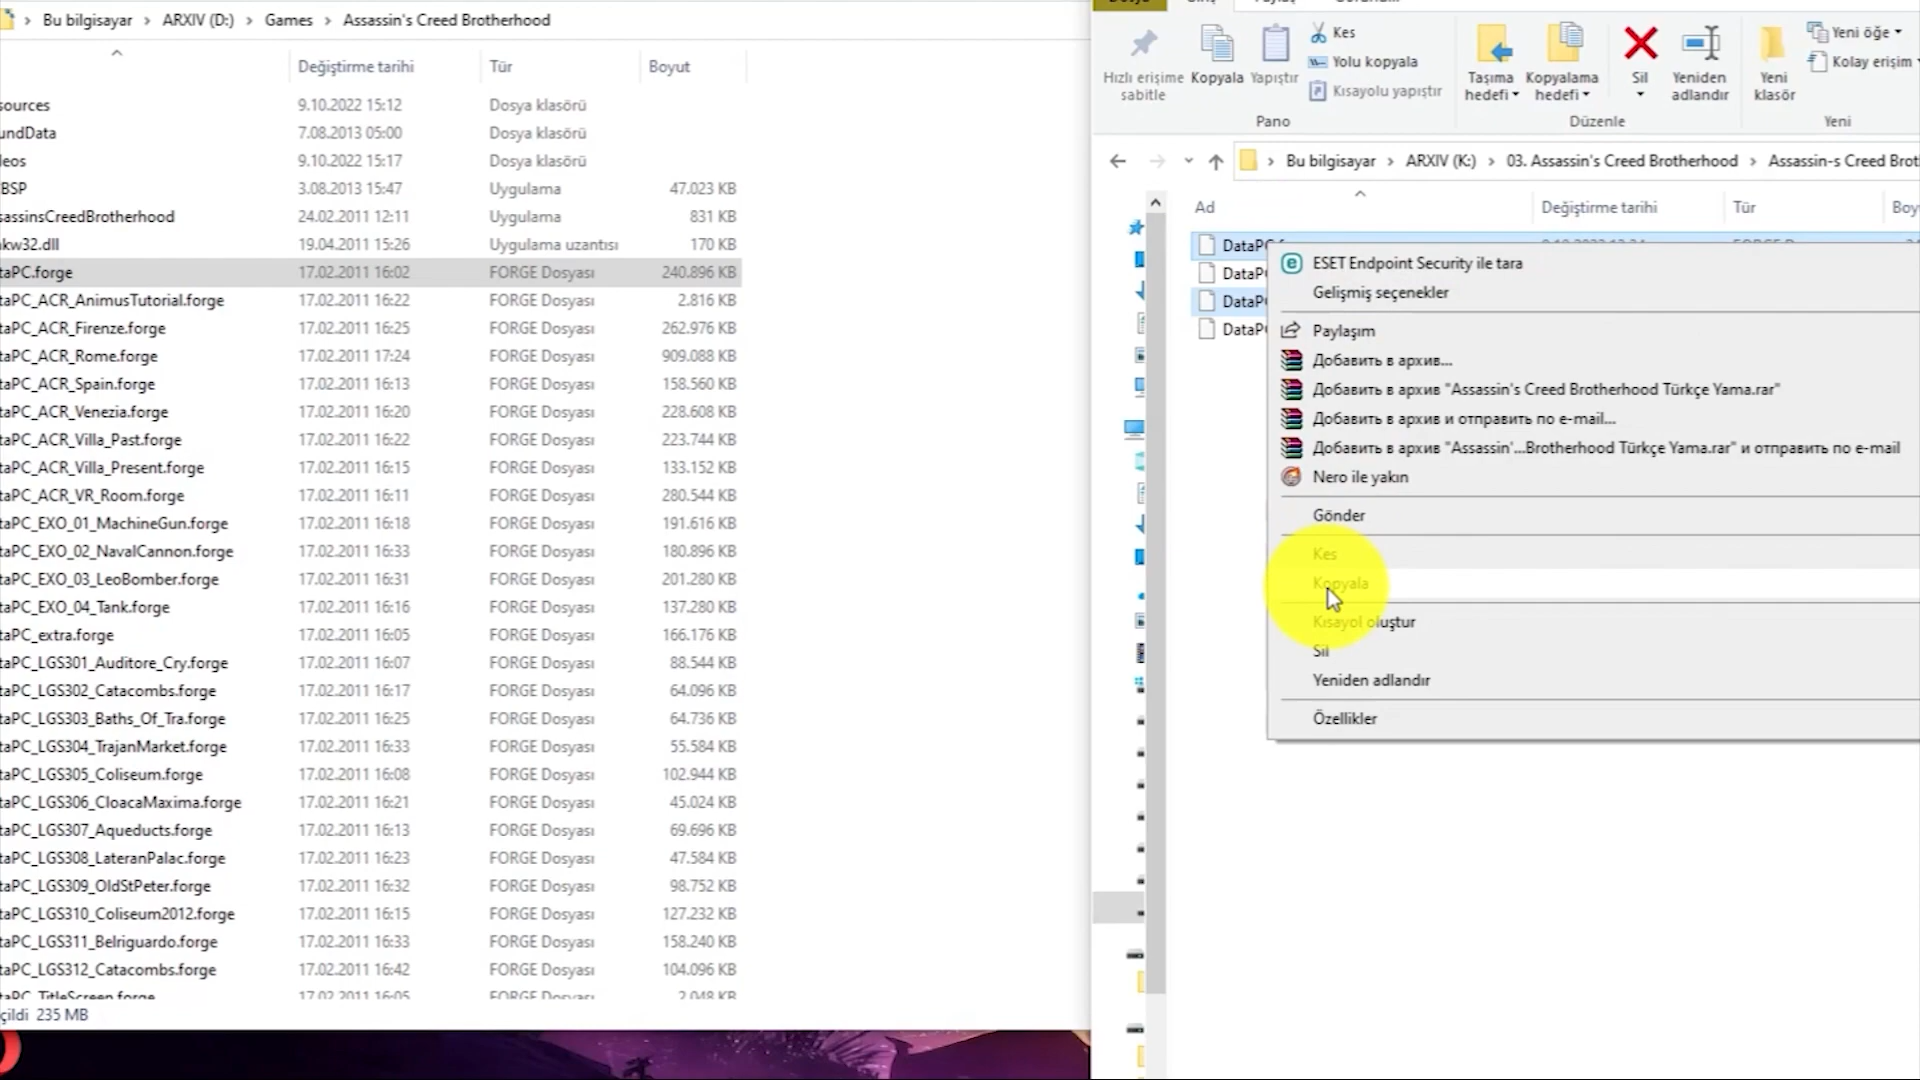 Bu bilgisayar > ARXIV (D:) > Games > Assassin's Creed Brotherhood
Değiştirme tarihi Tür Boyut
sources 9.10.2022 15:12 Dosya klasörü
undData 7.08.2013 05:00 Dosya klasörü
eos 9.10.2022 15:17 Dosya klasörü
BSP 3.08.2013 15:47 Uygulama 47.023 KB
sassinsCreedBrotherhood 24.02.2011 12:11 Uygulama 831 KB
kw32.dll 19.04.2011 15:26 Uygulama uzantısı 170 KB
taPC.forge 17.02.2011 16:02 FORGE Dosyası 240.896 KB
taPC_ACR_AnimusTutorial.forge 17.02.2011 16:22 FORGE Dosyası 2.816 KB
taPC_ACR_Firenze.forge 17.02.2011 16:25 FORGE Dosyası 262.976 KB
taPC_ACR_Rome.forge 17.02.2011 17:24 FORGE Dosyası 909.088 KB
taPC_ACR_Spain.forge 17.02.2011 16:13 FORGE Dosyası 158.560 KB
taPC_ACR_Venezia.forge 17.02.2011 16:20 FORGE Dosyası 228.608 KB
taPC_ACR_Villa_Past.forge 17.02.2011 16:22 FORGE Dosyası 223.744 KB
taPC_ACR_Villa_Present.forge 17.02.2011 16:15 FORGE Dosyası 133.152 KB
taPC_ACR_VR_Room.forge 17.02.2011 16:11 FORGE Dosyası 280.544 KB
taPC_EXO_01_MachineGun.forge 17.02.2011 16:18 FORGE Dosyası 191.616 KB
taPC_EXO_02_NavalCannon.forge 17.02.2011 16:33 FORGE Dosyası 180.896 KB
taPC_EXO_03_LeoBomber.forge 17.02.2011 16:31 FORGE Dosyası 201.280 KB
taPC_EXO_04_Tank.forge 17.02.2011 16:16 FORGE Dosyası 137.280 KB
taPC_extra.forge 17.02.2011 16:05 FORGE Dosyası 166.176 KB
taPC_LGS301_Auditore_Cry.forge 17.02.2011 16:07 FORGE Dosyası 88.544 KB
taPC_LGS302_Catacombs.forge 17.02.2011 16:17 FORGE Dosyası 64.096 KB
taPC_LGS303_Baths_Of_Tra.forge 17.02.2011 16:25 FORGE Dosyası 64.736 KB
taPC_LGS304_TrajanMarket.forge 17.02.2011 16:33 FORGE Dosyası 55.584 KB
taPC_LGS305_Coliseum.forge 17.02.2011 16:08 FORGE Dosyası 102.944 KB
taPC_LGS306_CloacaMaxima.forge 17.02.2011 16:21 FORGE Dosyası 45.024 KB
taPC_LGS307_Aqueducts.forge 17.02.2011 16:13 FORGE Dosyası 69.696 KB
taPC_LGS308_LateranPalac.forge 17.02.2011 16:23 FORGE Dosyası 47.584 KB
taPC_LGS309_OldStPeter.forge 17.02.2011 16:32 FORGE Dosyası 98.752 KB
taPC_LGS310_Coliseum2012.forge 17.02.2011 16:15 FORGE Dosyası 127.232 KB
taPC_LGS311_Belriguardo.forge 17.02.2011 16:33 FORGE Dosyası 158.240 KB
taPC_LGS312_Catacombs.forge 17.02.2011 16:42 FORGE Dosyası 104.096 KB
taPC_TitleScreen.forge 17.02.2011 16:05 FORGE Dosyası 2.048 KB
çildi 235 MB
Hızlı erişime sabitle
Kopyala
Yapıştır
Kes
Yolu kopyala
Kısayolu yapıştır
Pano
Taşıma hedefi
Kopyalama hedefi
Sil
Yeniden adlandır
Düzenle
Yeni klasör
Yeni öğe
Kolay erişim
Yeni
Bu bilgisayar > ARXIV (K:) > 03. Assassin's Creed Brotherhood > Assassin-s Creed Brot
Ad Değiştirme tarihi Tür Boy
DataPC
DataP
DataP
DataP
ESET Endpoint Security ile tara
Gelişmiş seçenekler
Paylaşım
Добавить в архив...
Добавить в архив "Assassin's Creed Brotherhood Türkçe Yama.rar"
Добавить в архив и отправить по e-mail...
Добавить в архив "Assassin'...Brotherhood Türkçe Yama.rar" и отправить по e-mail
Nero ile yakın
Gönder
Kes
Kopyala
Kısayol oluştur
Sil
Yeniden adlandır
Özellikler